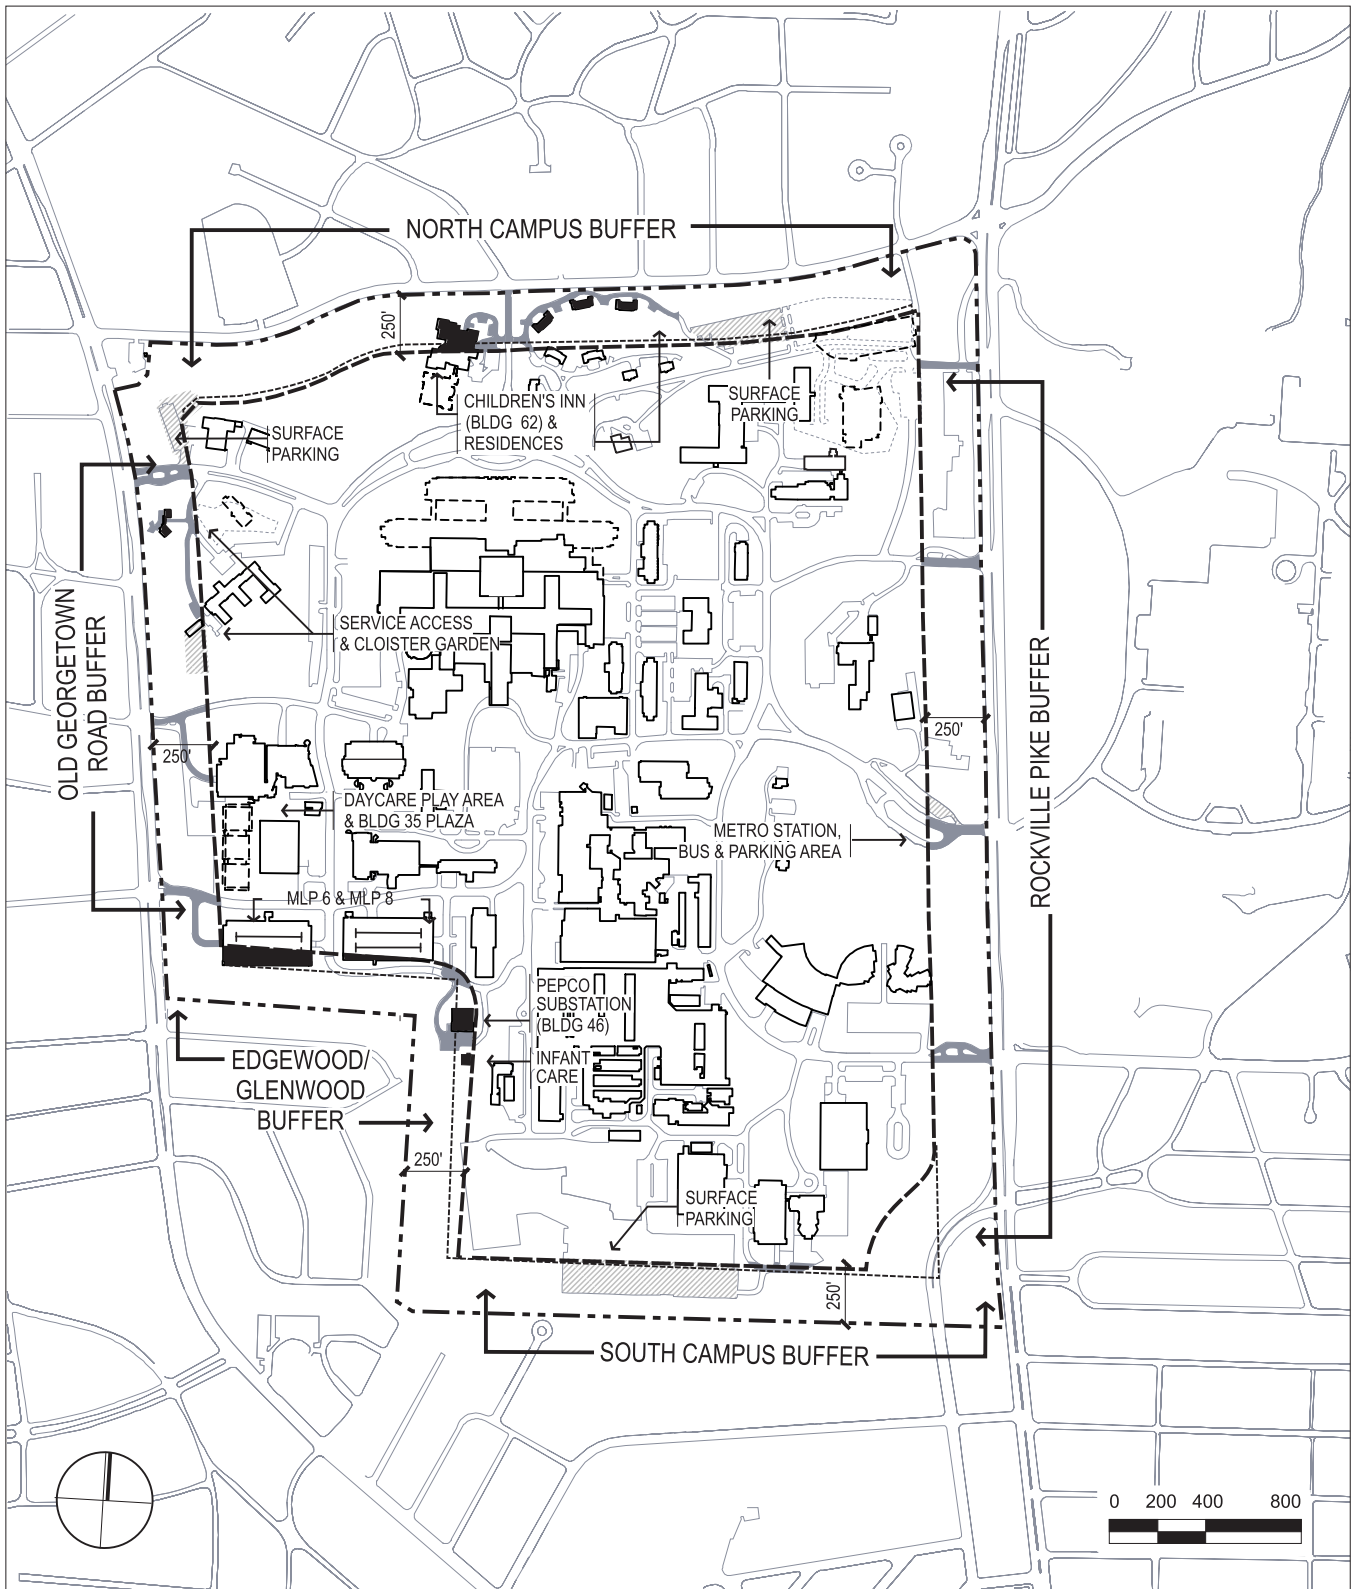 NORTH CAMPUS BUFFER
250'
CHILDREN'S INN
(BLDG 62) &
RESIDENCES
SURFACE
PARKING
SURFACE
PARKING
OLD GEORGETOWN
ROAD BUFFER
SERVICE ACCESS
& CLOISTER GARDEN
ROCKVILLE PIKE BUFFER
250'
250'
DAYCARE PLAY AREA
& BLDG 35 PLAZA
METRO STATION,
BUS & PARKING AREA
MLP 6 & MLP 8
PEPCO
SUBSTATION
(BLDG 46)
INFANT
CARE
EDGEWOOD/
GLENWOOD
BUFFER
250'
SURFACE
PARKING
250'
SOUTH CAMPUS BUFFER
0 200 400 800